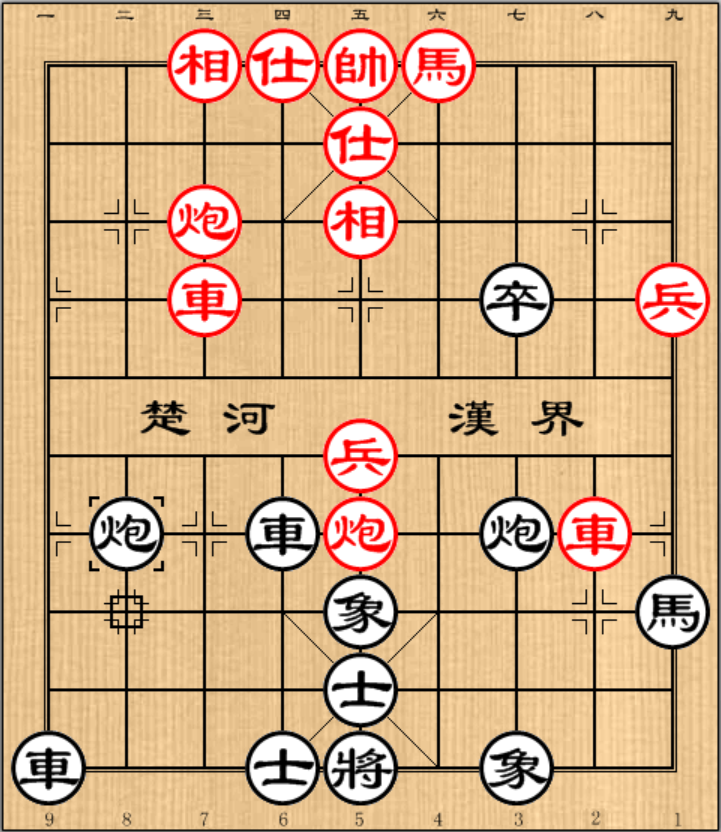 一 二 三 四 五 六 七 八 九
相 仕 帥 馬
仕
炮 相
車 卒 兵
楚 河 漢 界
兵
炮 車 炮 炮 車
象 馬
士
車 士 將 象
9 8 7 6 5 4 3 2 1